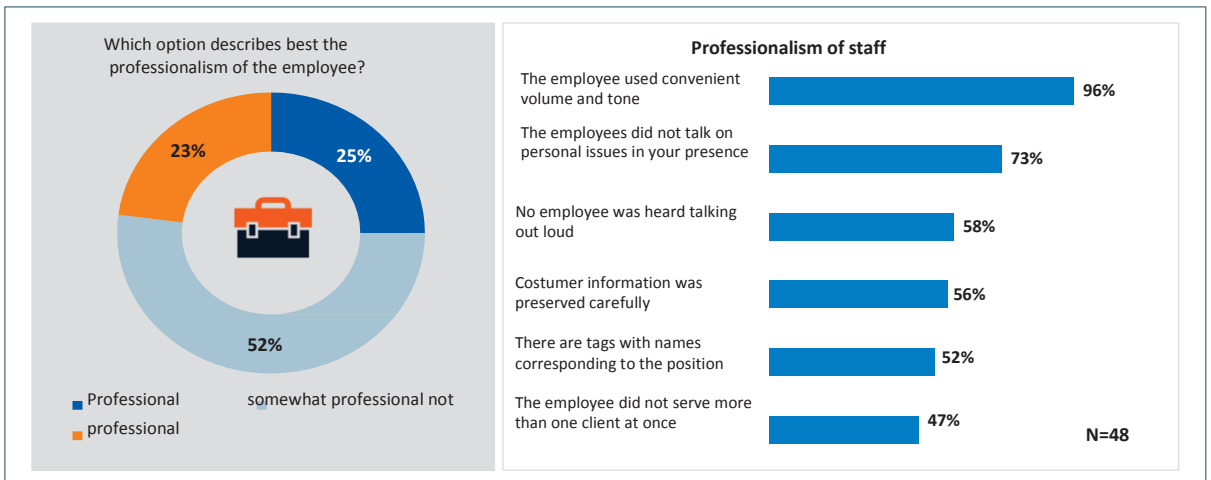 Which option describes best the
professionalism of the employee?
23%
25%
52%
Professional
somewhat professional not
professional
Professionalism of staff
The employee used convenient
volume and tone
96%
The employees did not talk on
personal issues in your presence
73%
No employee was heard talking
out loud
58%
Costumer information was
preserved carefully
56%
There are tags with names
corresponding to the position
52%
The employee did not serve more
than one client at once
47%
N=48